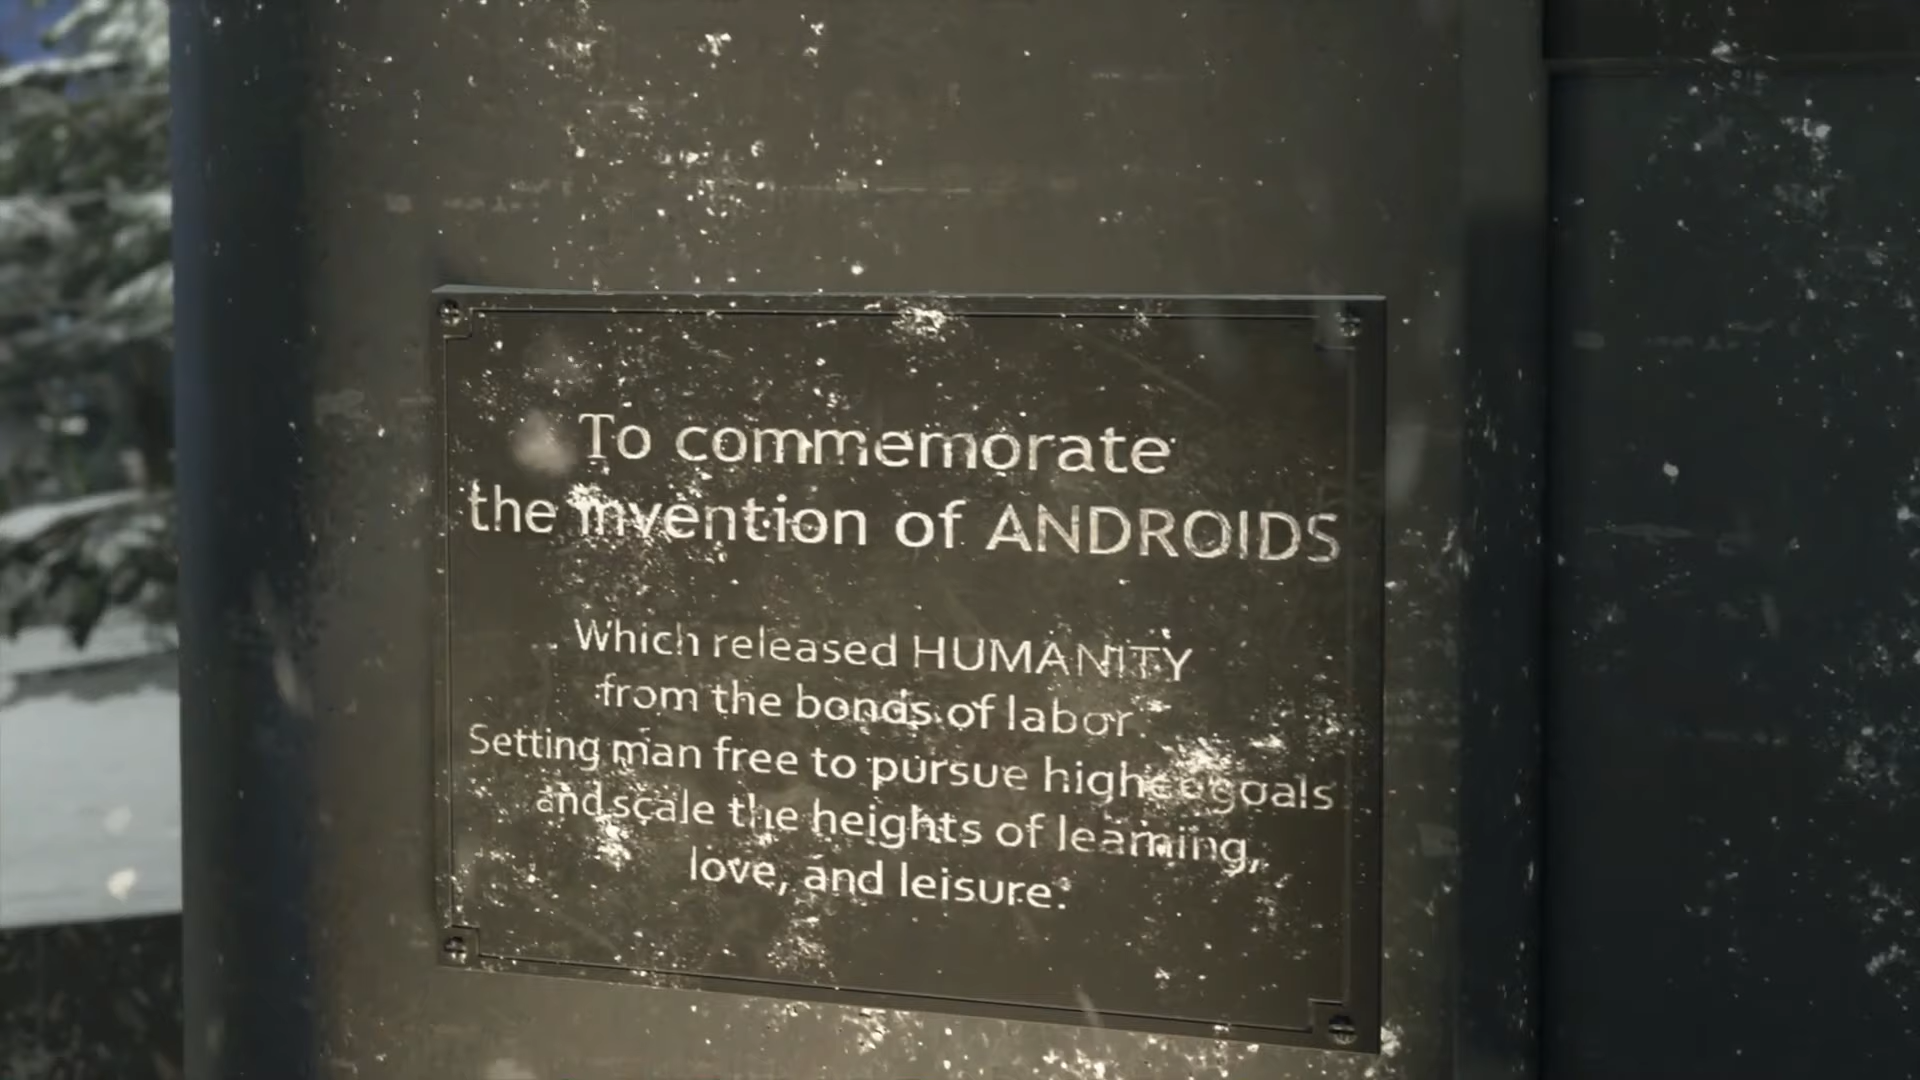 To commemorate
the invention of ANDROIDS
Which released HUMANITY
from the bonds of labor.
Setting man free to pursue higher goals
and scale the heights of learning,
love, and leisure.